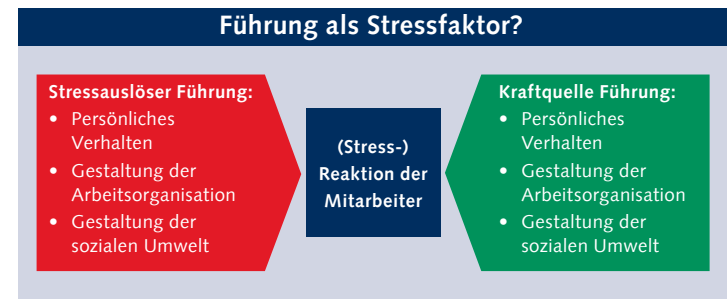 Führung als Stressfaktor?
Stressauslöser Führung:
• Persönliches
Verhalten
• Gestaltung der
Arbeitsorganisation
• Gestaltung der
sozialen Umwelt
(Stress-)
Reaktion der
Mitarbeiter
Kraftquelle Führung:
• Persönliches
Verhalten
• Gestaltung der
Arbeitsorganisation
• Gestaltung der
sozialen Umwelt